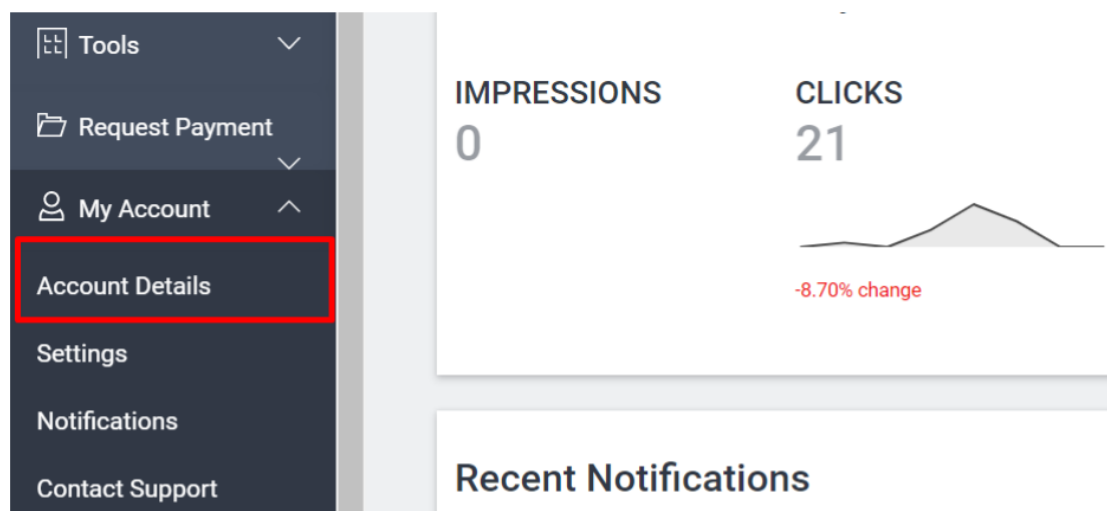 Tools
Request Payment
My Account
Account Details
Settings
Notifications
Contact Support
IMPRESSIONS
0
CLICKS
21
-8.70% change
Recent Notifications